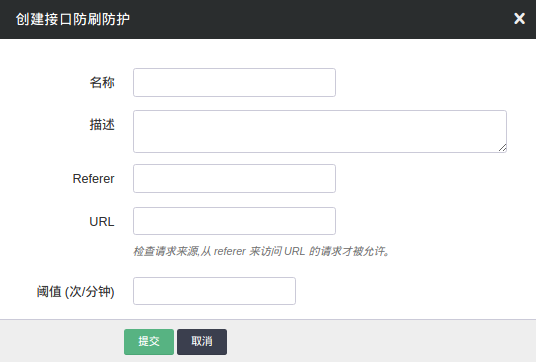 创建接口防刷防护
名称
描述
Referer
URL
检查请求来源,从 referer 来访问 URL 的请求才被允许。
阈值 (次/分钟)
提交 取消